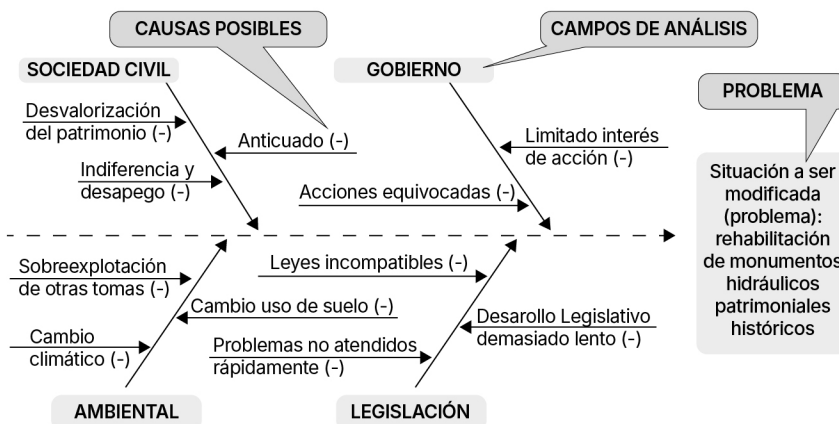 CAUSAS POSIBLES
CAMPOS DE ANÁLISIS
SOCIEDAD CIVIL
GOBIERNO
PROBLEMA
Desvalorización
del patrimonio (-)
Anticuado (-)
Indiferencia y
desapego (-)
Limitado interés
de acción (-)
Acciones equivocadas (-)
Situación a ser
modificada
(problema):
rehabilitación
de monumentos
hidráulicos
patrimoniales
históricos
Sobreexplotación
de otras tomas (-)
Leyes incompatibles (-)
Cambio uso de suelo (-)
Cambio
climático (-)
Problemas no atendidos
rápidamente (-)
Desarollo Legislativo
demasiado lento (-)
AMBIENTAL
LEGISLACIÓN